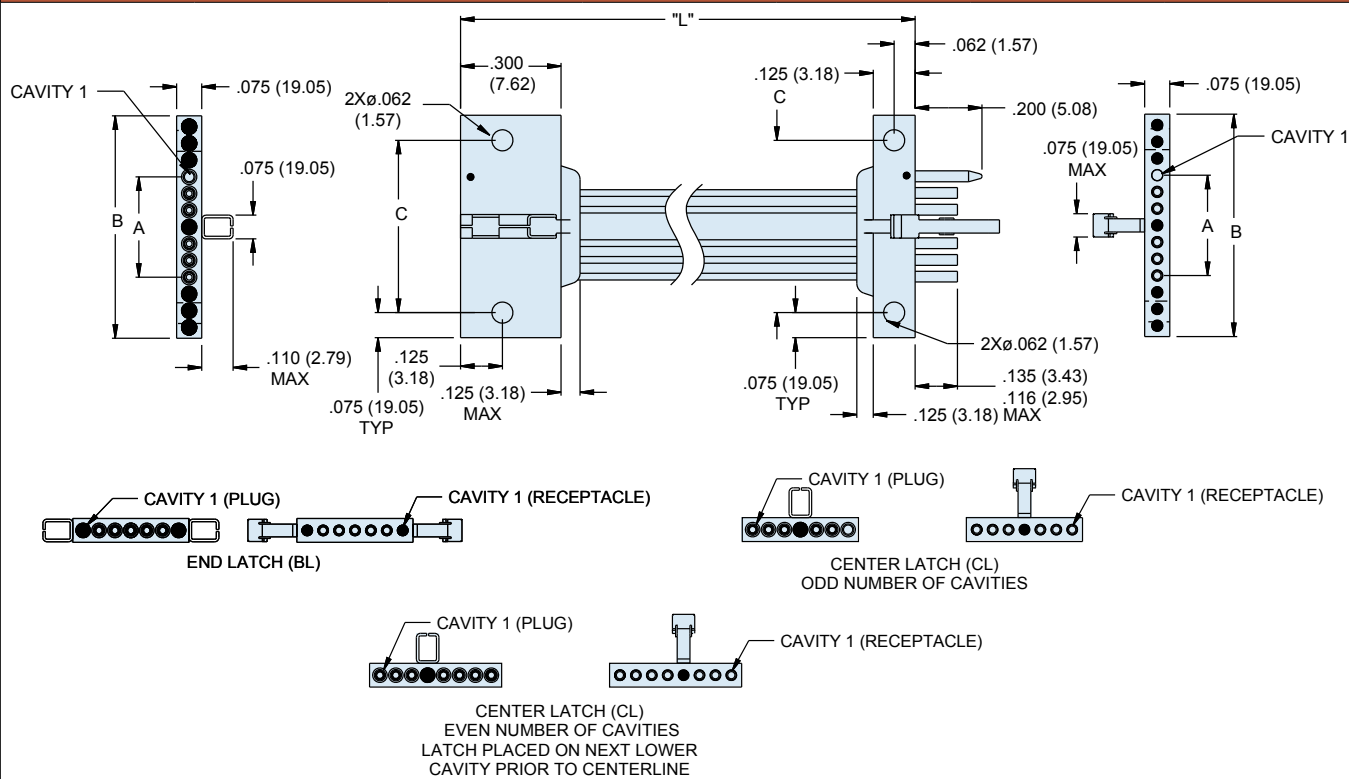 "L"
.062 (1.57)
.300
(7.62)
.125 (3.18)
.075 (19.05)
CAVITY 1
2Xø.062
(1.57)
C
.200 (5.08)
.075 (19.05)
CAVITY 1
.075 (19.05)
.075 (19.05)
MAX
B
A
C
A
B
.110 (2.79)
MAX
.125
(3.18)
.075 (19.05)
TYP
.125 (3.18)
MAX
2Xø.062 (1.57)
.075 (19.05)
TYP
.135 (3.43)
.116 (2.95)
.125 (3.18) MAX
CAVITY 1 (PLUG)
CAVITY 1 (RECEPTACLE)
END LATCH (BL)
CAVITY 1 (PLUG)
CAVITY 1 (RECEPTACLE)
CENTER LATCH (CL)
ODD NUMBER OF CAVITIES
CAVITY 1 (PLUG)
CAVITY 1 (RECEPTACLE)
CENTER LATCH (CL)
EVEN NUMBER OF CAVITIES
LATCH PLACED ON NEXT LOWER
CAVITY PRIOR TO CENTERLINE